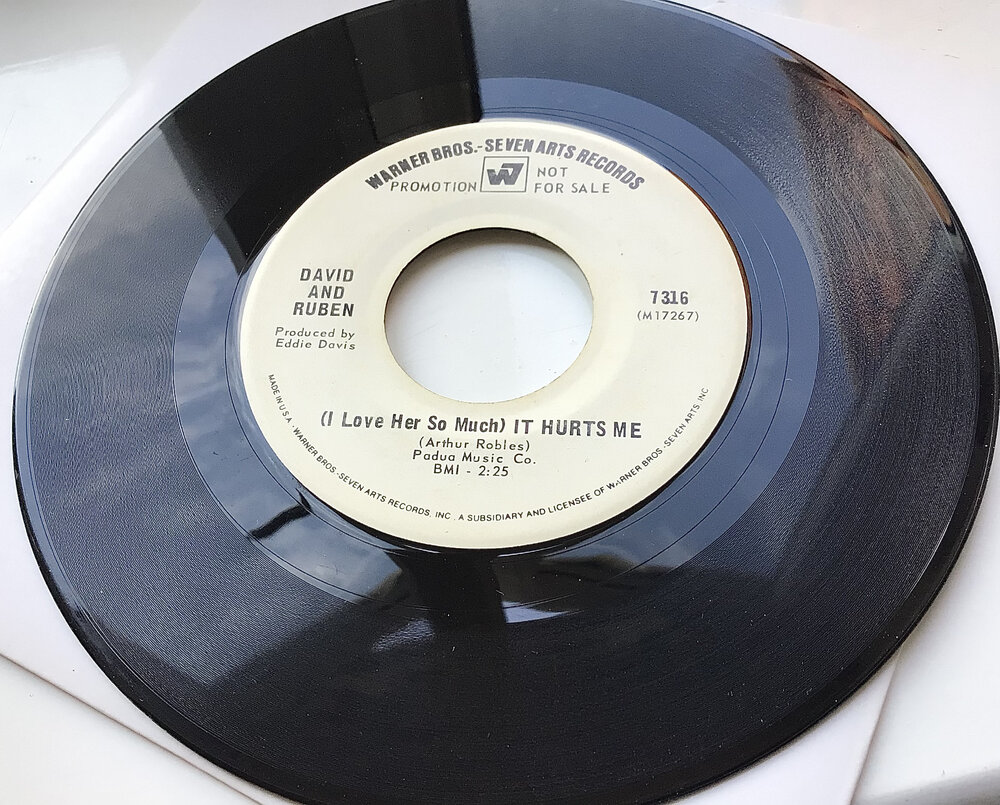 WARNER BROS.-SEVEN ARTS RECORDS
PROMOTION W7 NOT
FOR SALE
DAVID
AND
RUBEN
Produced by
Eddie Davis
7316
(M17267)
(I Love Her So Much) IT HURTS ME
(Arthur Robles)
Padua Music Co.
BMI - 2:25
MADE IN U.S.A. WARNER BROS.-SEVEN ARTS RECORDS, INC., A SUBSIDIARY AND LICENSEE OF WARNER BROS.-SEVEN ARTS, INC